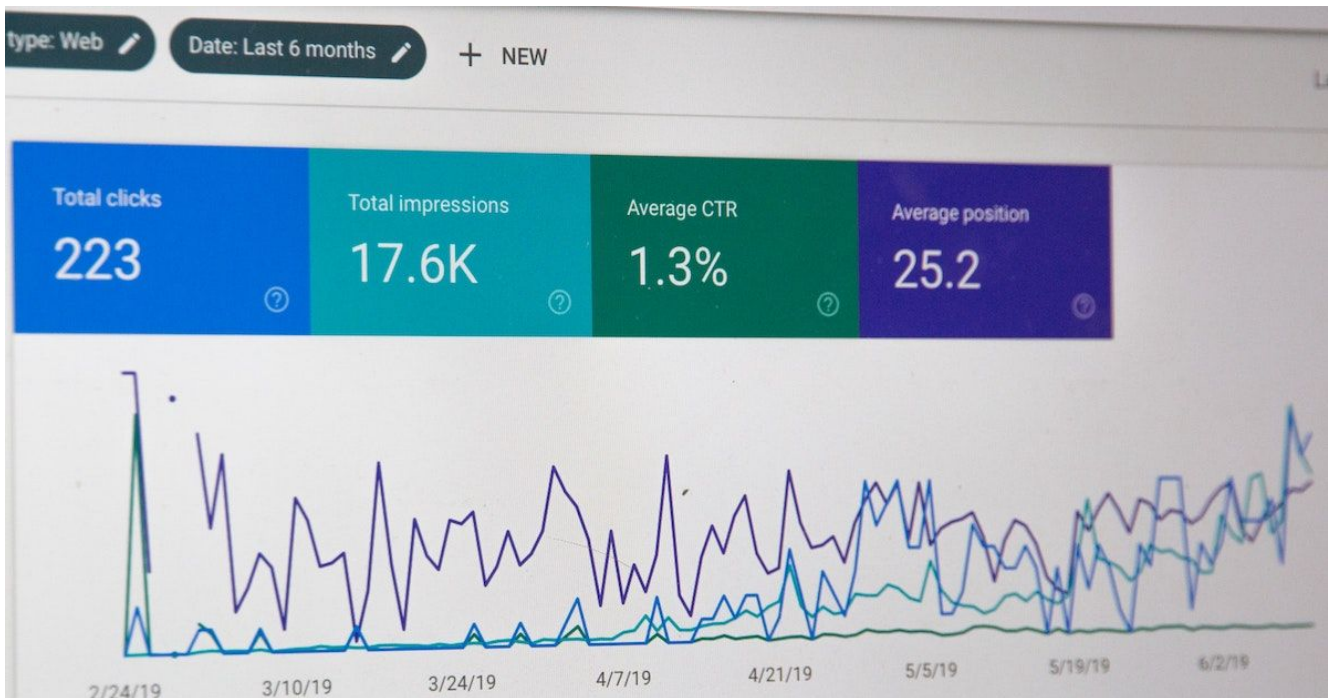 type: Web
Date: Last 6 months
+ NEW
Total clicks
223
Total impressions
17.6K
Average CTR
1.3%
Average position
25.2
2/24/19
3/10/19
3/24/19
4/7/19
4/21/19
5/5/19
5/19/19
6/2/19